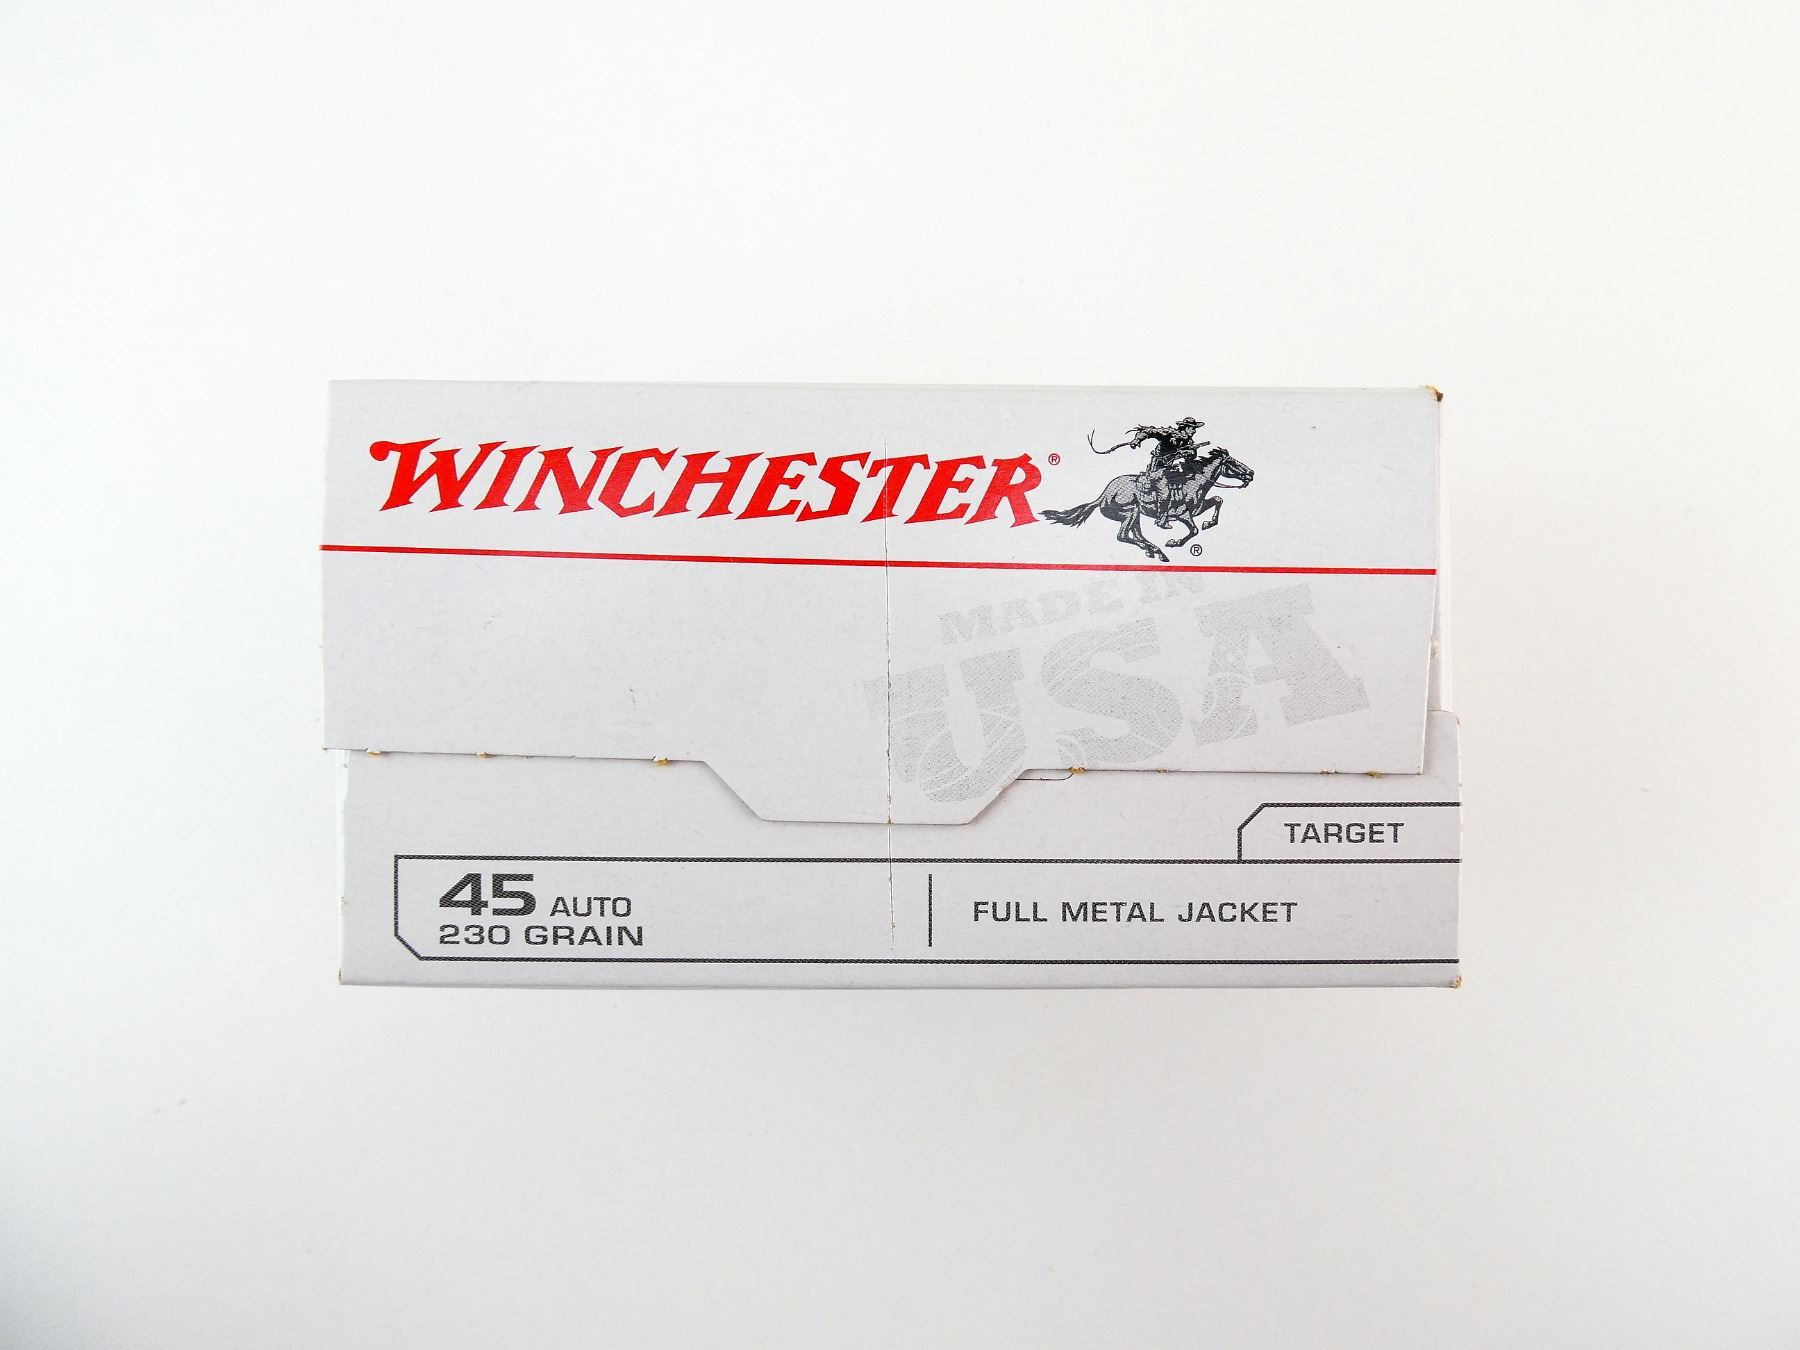 WINCHESTER®
®
MADE IN
USA
TARGET
45 AUTO
230 GRAIN
FULL METAL JACKET